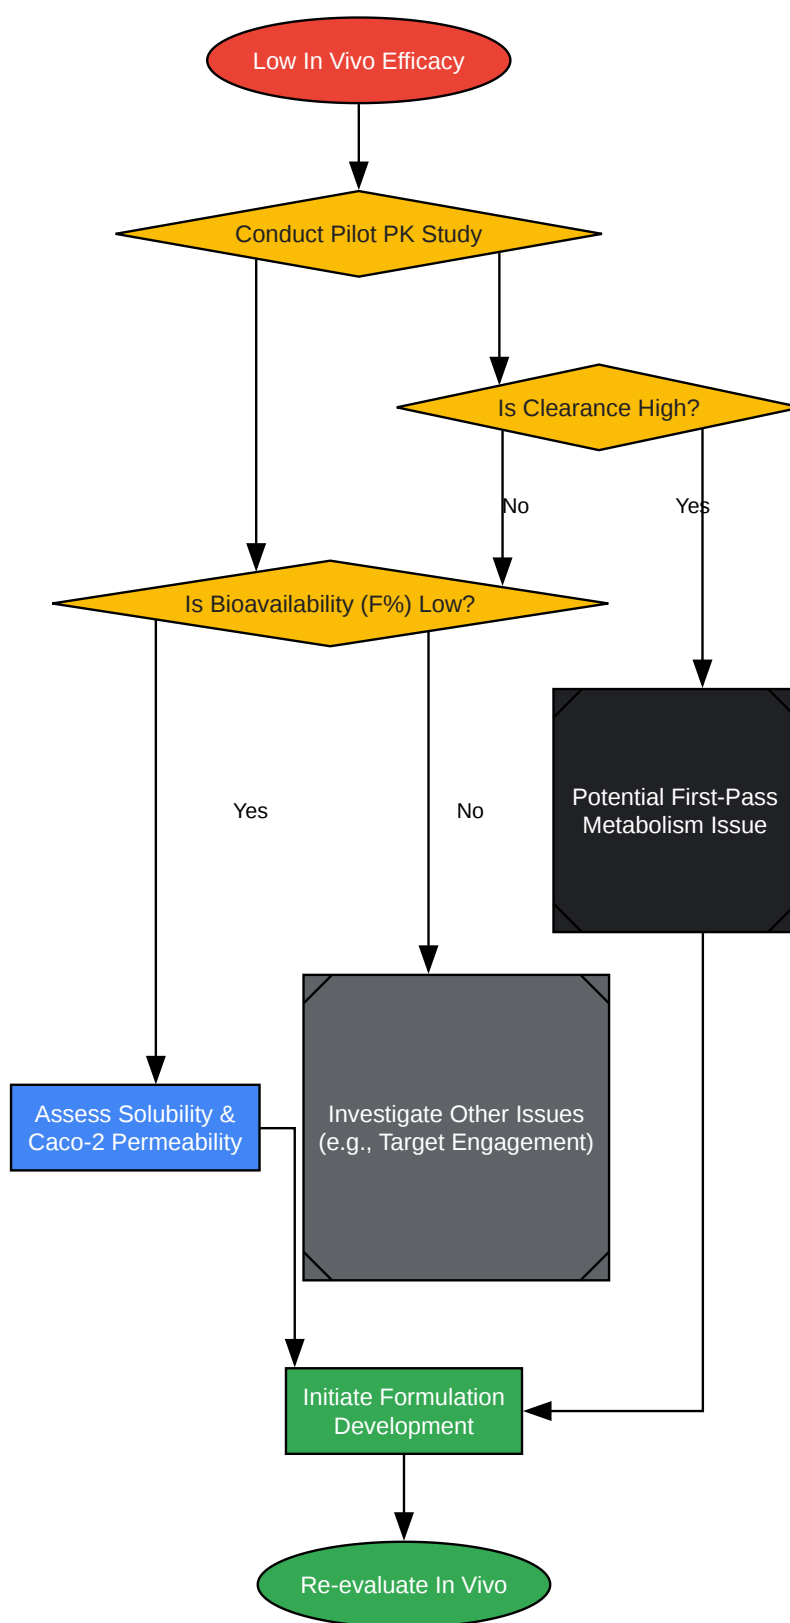 Low In Vivo Efficacy
Conduct Pilot PK Study
Is Clearance High?
No
Yes
Is Bioavailability (F%) Low?
Potential First-Pass
Metabolism Issue
Yes
No
Assess Solubility &
Caco-2 Permeability
Investigate Other Issues
(e.g., Target Engagement)
Initiate Formulation
Development
Re-evaluate In Vivo